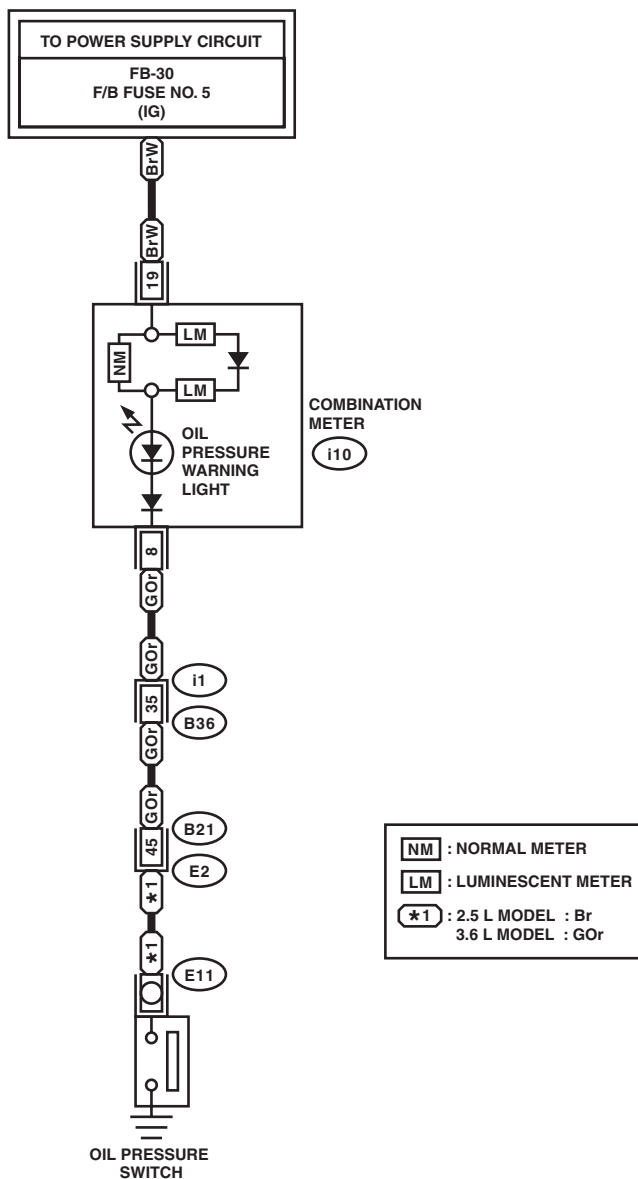 TO POWER SUPPLY CIRCUIT
FB-30
F/B FUSE NO. 5
(IG)
BrW
BrW
19
LM
NM
LM
OIL
PRESSURE
WARNING
LIGHT
COMBINATION
METER
i10
8
GOr
GOr
i1
35
B36
GOr
GOr
B21
45
E2
*1
*1
E11
OIL PRESSURE
SWITCH
NM : NORMAL METER
LM : LUMINESCENT METER
*1 : 2.5 L MODEL : Br
3.6 L MODEL : GOr